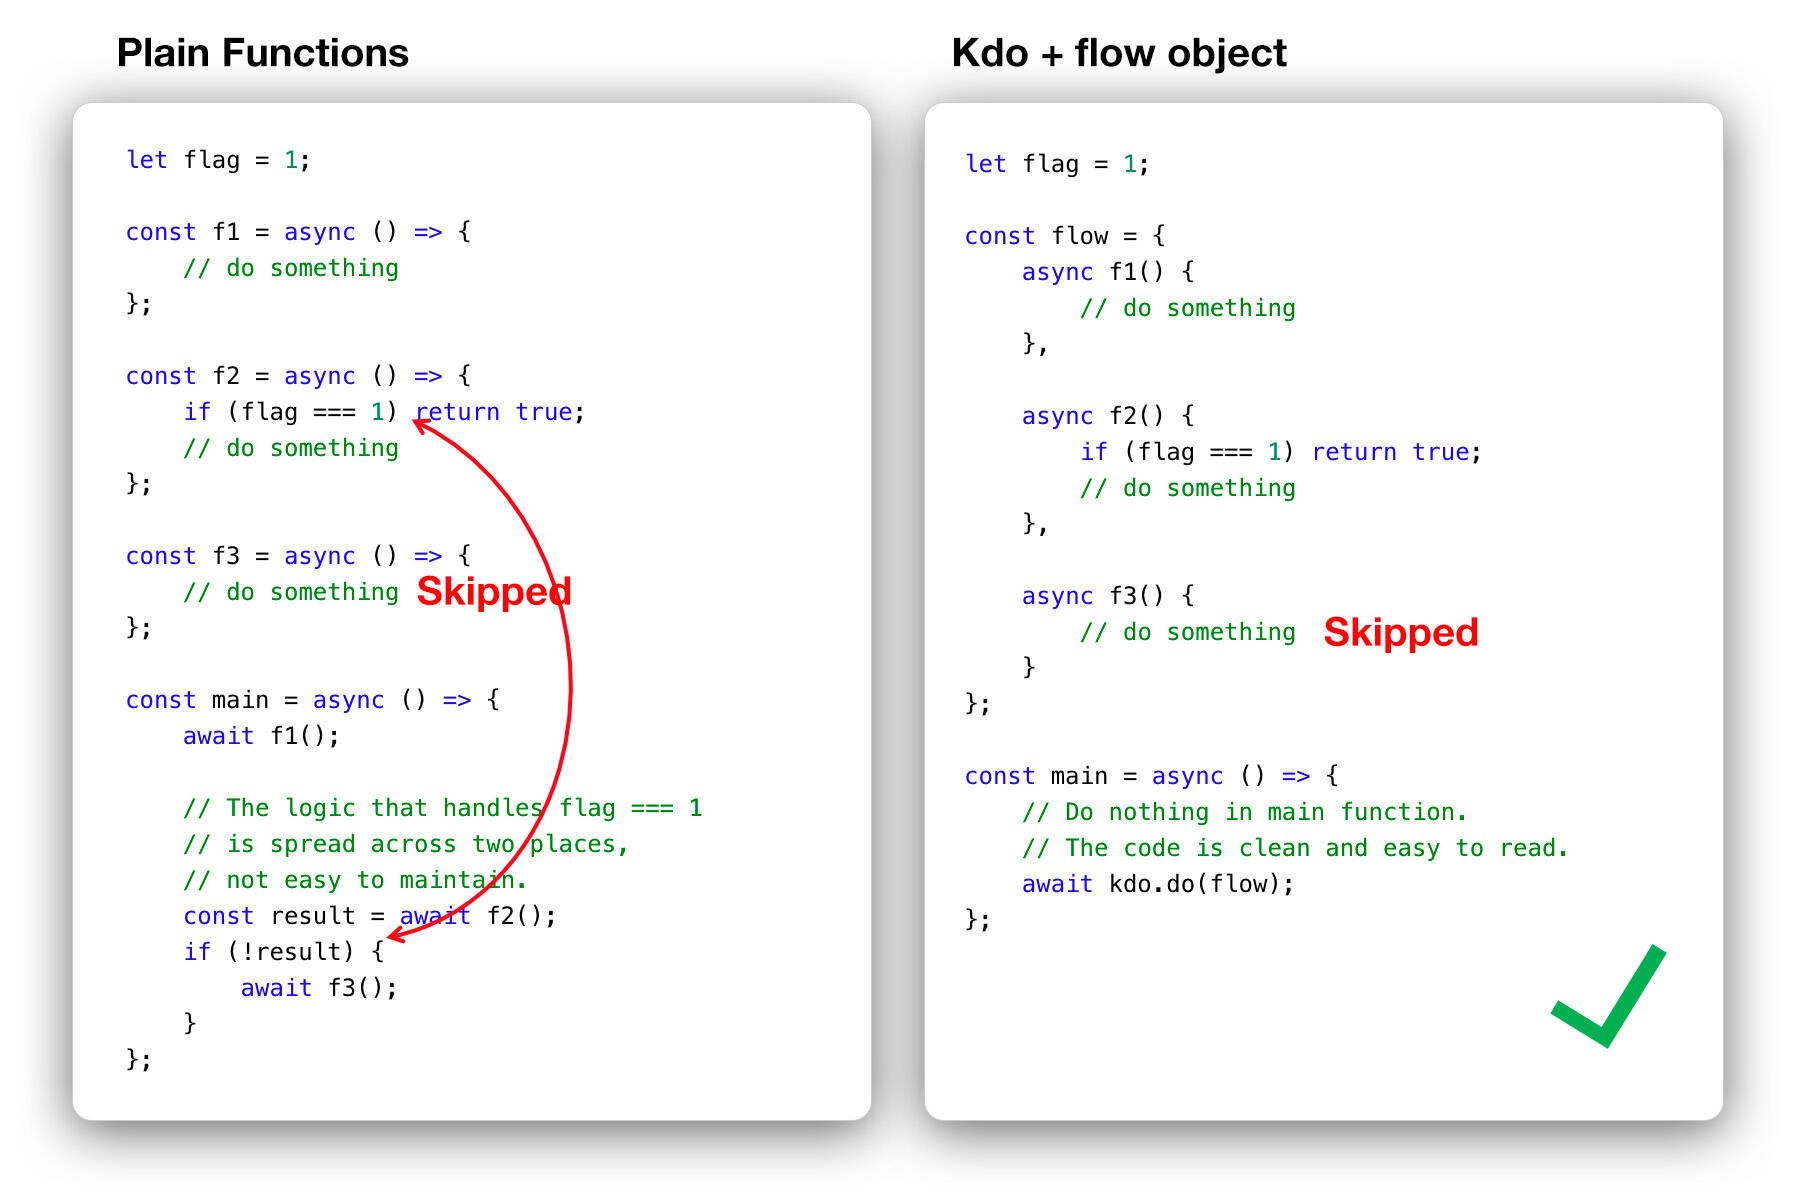 Plain Functions
let flag = 1;
const f1 = async () => {
// do something
};
const f2 = async () => {
if (flag === 1) return true;
// do something
};
const f3 = async () => {
// do something Skipped
};
const main = async () => {
await f1();
// The logic that handles flag === 1
// is spread across two places,
// not easy to maintain.
const result = await f2();
if (!result) {
await f3();
}
};
Kdo + flow object
let flag = 1;
const flow = {
async f1() {
// do something
},
async f2() {
if (flag === 1) return true;
// do something
},
async f3() {
// do something Skipped
}
};
const main = async () => {
// Do nothing in main function.
// The code is clean and easy to read.
await kdo.do(flow);
};